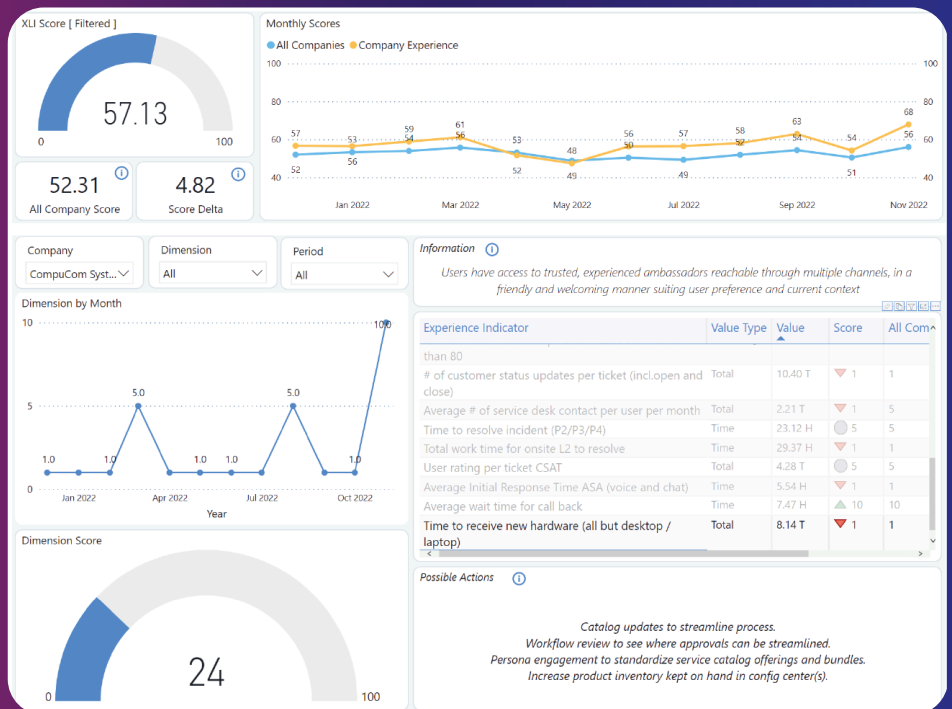 XLI Score [ Filtered ]
57.13
0
100
52.31
All Company Score
4.82
Score Delta
Monthly Scores
All Companies Company Experience
100
80
60
40
100
80
60
40
57 53 59 61 53 48 56 57 58 63 54 68
52 56 54 56 52 49 50 49 52 54 51 56
Jan 2022 Mar 2022 May 2022 Jul 2022 Sep 2022 Nov 2022
Company
CompuCom Syst...
Dimension
All
Period
All
Information
Users have access to trusted, experienced ambassadors reachable through multiple channels, in a
friendly and welcoming manner suiting user preference and current context
Dimension by Month
10
5
0
1.0 1.0 5.0 1.0 1.0 5.0 1.0 10.0
Jan 2022 Apr 2022 Jul 2022 Oct 2022
Year
Experience Indicator Value Type Value Score All Com
than 80
# of customer status updates per ticket (incl.open and Total 10.40 T 1 1
close)
Average # of service desk contact per user per month Total 2.21 T 1 5
Time to resolve incident (P2/P3/P4) Time 23.12 H 5 5
Total work time for onsite L2 to resolve Time 29.37 H 1 1
User rating per ticket CSAT Total 4.28 T 5 5
Average Initial Response Time ASA (voice and chat) Time 5.54 H 1 1
Average wait time for call back Time 7.47 H 10 10
Time to receive new hardware (all but desktop / Total 8.14 T 1 1
laptop)
Dimension Score
24
0
100
Possible Actions
Catalog updates to streamline process.
Workflow review to see where approvals can be streamlined.
Persona engagement to standardize service catalog offerings and bundles.
Increase product inventory kept on hand in config center(s).